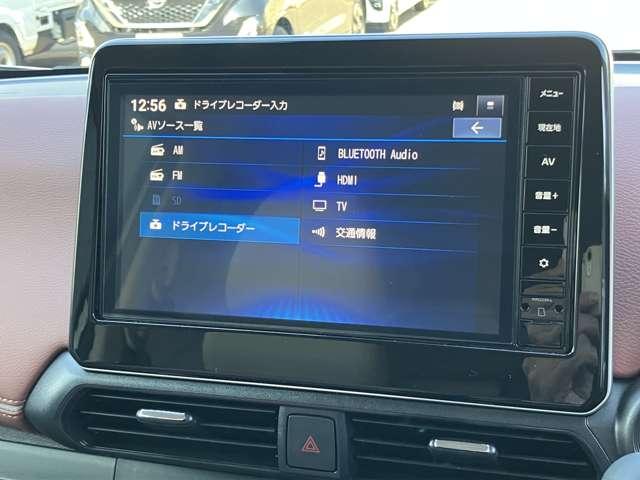 12:56 ドライブレコーダー入力
AVソース一覧
AM
FM
SD
ドライブレコーダー
BLUETOOTH Audio
HDMI
TV
交通情報
メニュー
現在地
AV
音量+
音量-